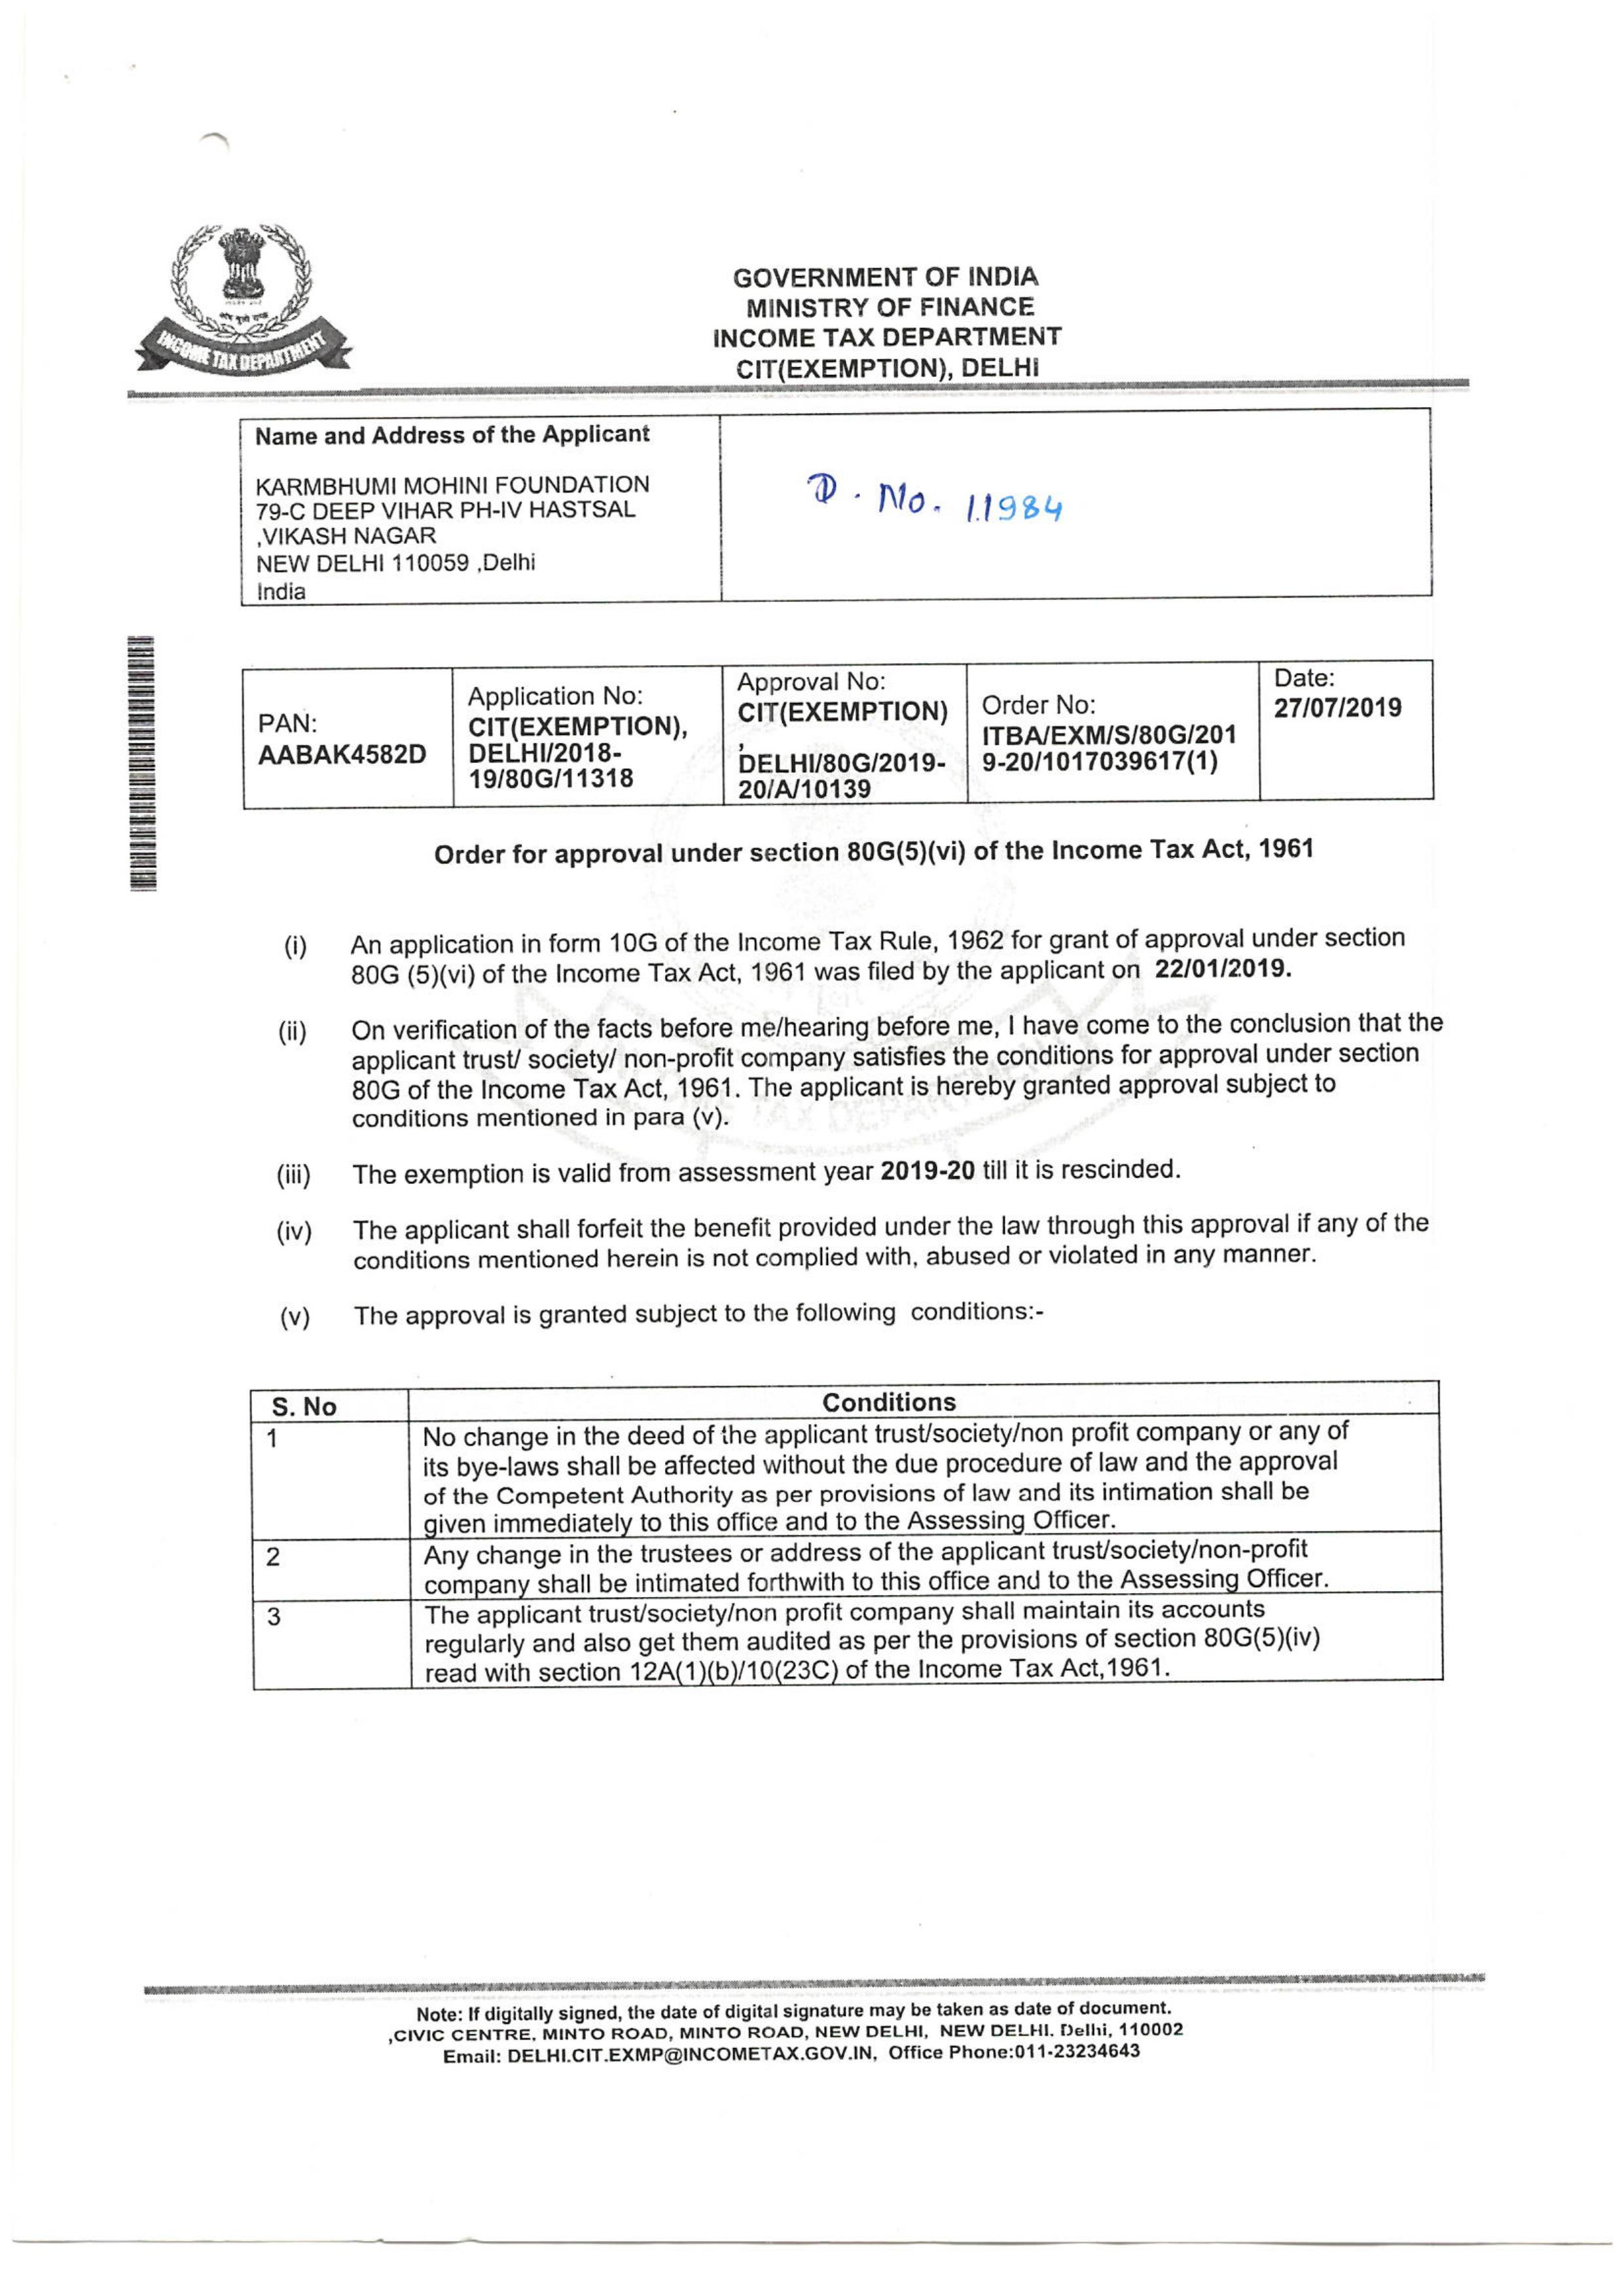 INCOME TAX DEPARTMENT
GOVERNMENT OF INDIA
MINISTRY OF FINANCE
INCOME TAX DEPARTMENT
CIT(EXEMPTION), DELHI
Name and Address of the Applicant
KARMBHUMI MOHINI FOUNDATION
79-C DEEP VIHAR PH-IV HASTSAL
,VIKASH NAGAR
NEW DELHI 110059 ,Delhi
India
D. No. 11984
PAN:
AABAK4582D
Application No:
CIT(EXEMPTION),
DELHI/2018-
19/80G/11318
Approval No:
CIT(EXEMPTION)
,
DELHI/80G/2019-
20/A/10139
Order No:
ITBA/EXM/S/80G/201
9-20/1017039617(1)
Date:
27/07/2019
Order for approval under section 80G(5)(vi) of the Income Tax Act, 1961
(i) An application in form 10G of the Income Tax Rule, 1962 for grant of approval under section
80G (5)(vi) of the Income Tax Act, 1961 was filed by the applicant on 22/01/2019.
(ii) On verification of the facts before me/hearing before me, I have come to the conclusion that the
applicant trust/ society/ non-profit company satisfies the conditions for approval under section
80G of the Income Tax Act, 1961. The applicant is hereby granted approval subject to
conditions mentioned in para (v).
(iii) The exemption is valid from assessment year 2019-20 till it is rescinded.
(iv) The applicant shall forfeit the benefit provided under the law through this approval if any of the
conditions mentioned herein is not complied with, abused or violated in any manner.
(v) The approval is granted subject to the following conditions:-
S. No Conditions
1 No change in the deed of the applicant trust/society/non profit company or any of
its bye-laws shall be affected without the due procedure of law and the approval
of the Competent Authority as per provisions of law and its intimation shall be
given immediately to this office and to the Assessing Officer.
2 Any change in the trustees or address of the applicant trust/society/non-profit
company shall be intimated forthwith to this office and to the Assessing Officer.
3 The applicant trust/society/non profit company shall maintain its accounts
regularly and also get them audited as per the provisions of section 80G(5)(iv)
read with section 12A(1)(b)/10(23C) of the Income Tax Act,1961.
Note: If digitally signed, the date of digital signature may be taken as date of document.
,CIVIC CENTRE, MINTO ROAD, MINTO ROAD, NEW DELHI, NEW DELHI, Delhi, 110002
Email: DELHI.CIT.EXMP@INCOMETAX.GOV.IN, Office Phone:011-23234643